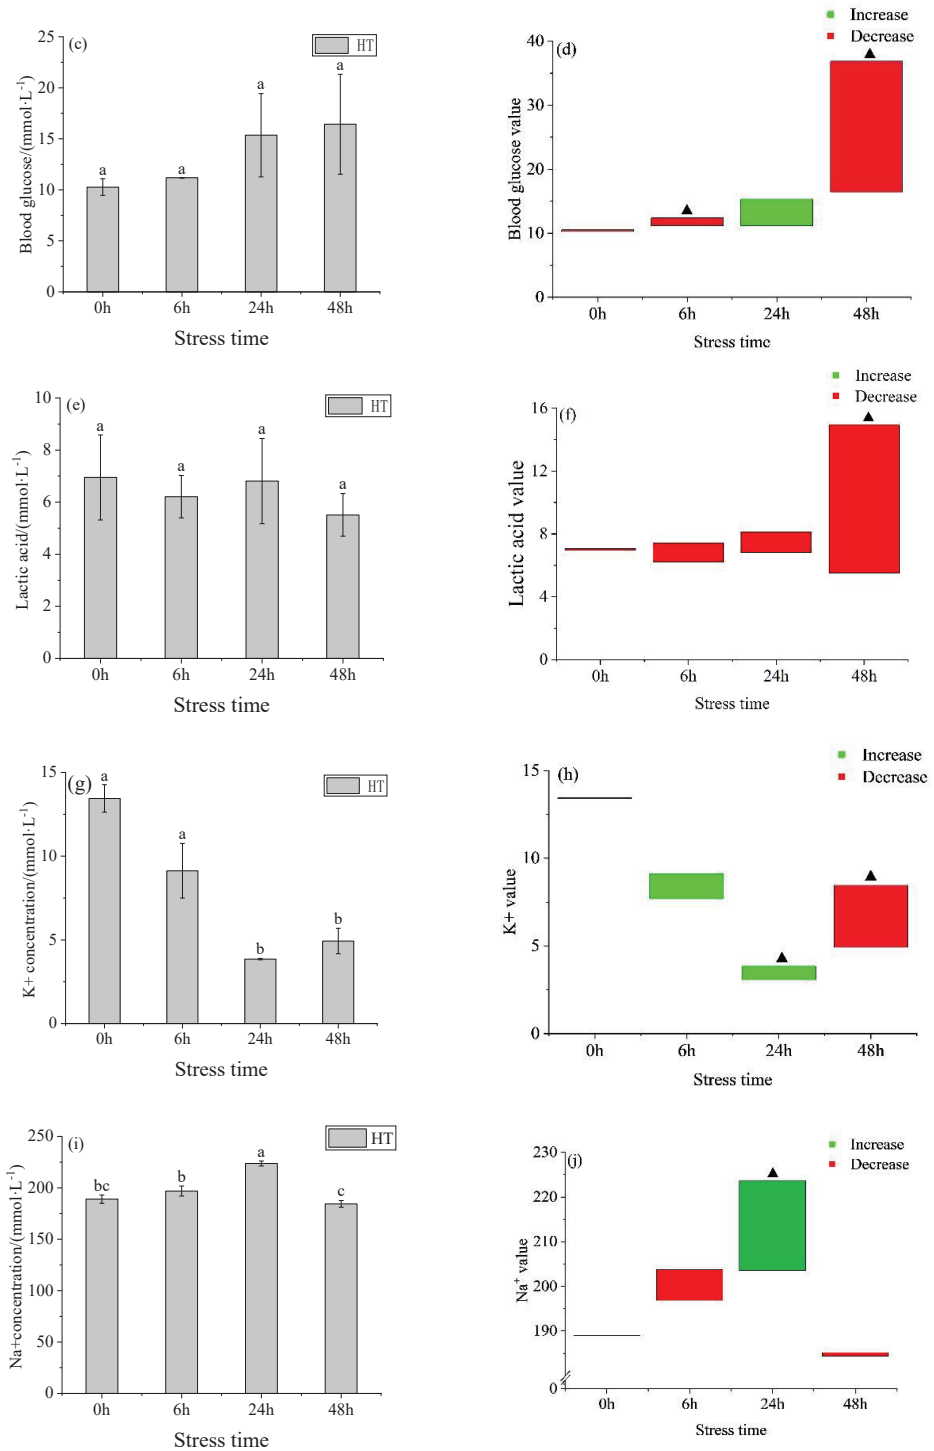 (c)
HT
25
20
15
10
5
0
Blood glucose/(mmol·L⁻¹)
a
a
a
a
0h
6h
24h
48h
Stress time
Increase
Decrease
(d)
40
30
20
10
0
Blood glucose value
▲
▲
0h
6h
24h
48h
Stress time
(e)
HT
10
8
6
4
2
0
Lactic acid/(mmol·L⁻¹)
a
a
a
a
0h
6h
24h
48h
Stress time
Increase
Decrease
(f)
16
12
8
4
0
Lactic acid value
▲
0h
6h
24h
48h
Stress time
(g)
HT
15
10
5
0
K+ concentration/(mmol·L⁻¹)
a
a
b
b
0h
6h
24h
48h
Stress time
Increase
Decrease
(h)
15
10
5
0
K+ value
▲
▲
0h
6h
24h
48h
Stress time
(i)
HT
250
200
150
100
50
0
Na+concentration/(mmol·L⁻¹)
bc
b
a
c
0h
6h
24h
48h
Stress time
Increase
Decrease
(j)
230
220
210
200
190
0
Na⁺ value
▲
0h
6h
24h
48h
Stress time